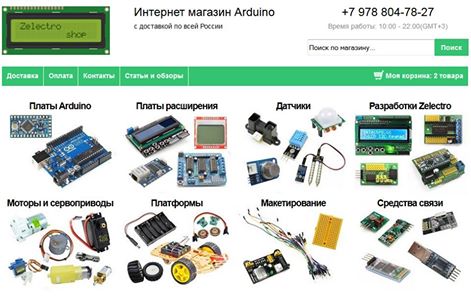 Zelectro
shop
Интернет магазин Arduino
с доставкой по всей России
+7 978 804-78-27
Время работы: 10.00 - 22.00(GMT+3)
Поиск по магазину...
Поиск
Доставка
Оплата
Контакты
Статьи и обзоры
Моя корзина: 2 товара
Платы Arduino
Платы расширения
Датчики
Разработки Zelectro
Моторы и сервоприводы
Платформы
Макетирование
Средства связи